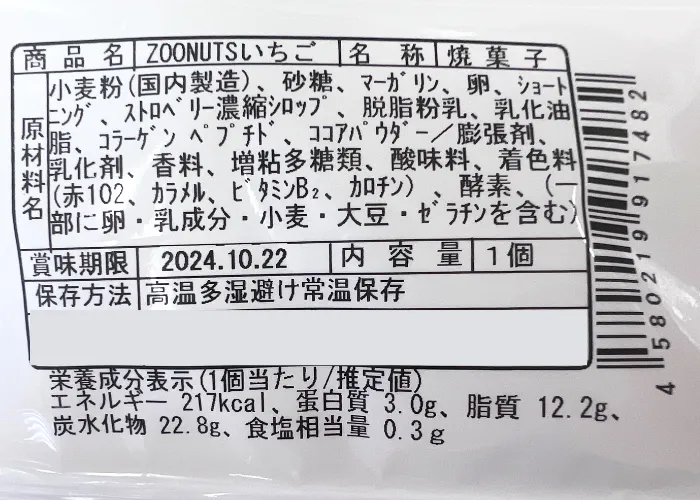 商品名 ZOONUTSいちご 名称 焼菓子
原材料名
小麦粉(国内製造)、砂糖、ﾏｰｶﾞﾘﾝ、卵、ｼｮｰﾄ
ﾆﾝｸﾞ、ｽﾄﾛﾍﾞﾘｰ濃縮ｼﾛｯﾌﾟ、脱脂粉乳、乳化油
脂、ｺﾗｰｹﾞﾝﾍﾟﾌﾟﾁﾄﾞ、ｺｺｱﾊﾟｳﾀﾞｰ／膨張剤、
乳化剤、香料、増粘多糖類、酸味料、着色料
(赤102、ｶﾗﾒﾙ、ﾋﾞﾀﾐﾝB₂、ｶﾛﾁﾝ)、酵素、(一
部に卵・乳成分・小麦・大豆・ｾﾞﾗﾁﾝを含む)
賞味期限 2024.10.22 内容量 1個
保存方法 高温多湿避け常温保存
栄養成分表示(1個当たり/推定値)
エネルギー 217kcal、蛋白質 3.0g、脂質 12.2g、
炭水化物 22.8g、食塩相当量 0.3g
4580219917482